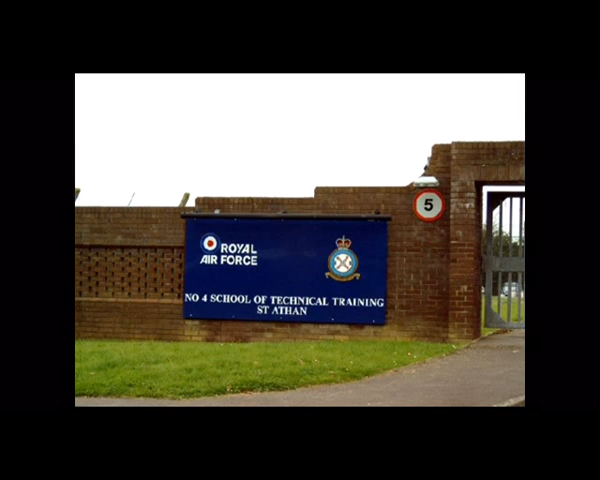 5
ROYAL
AIR FORCE
NO 4 SCHOOL OF TECHNICAL TRAINING
ST ATHAN